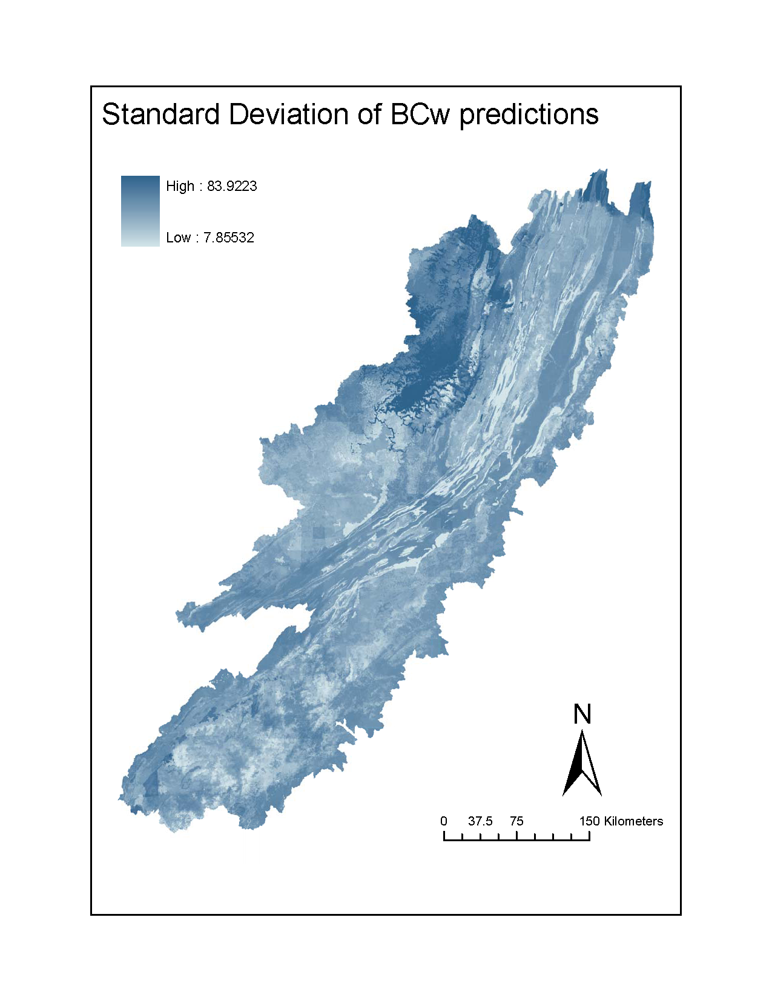 Standard Deviation of BCw predictions
High : 83.9223
Low : 7.85532
N
0 37.5 75 150 Kilometers